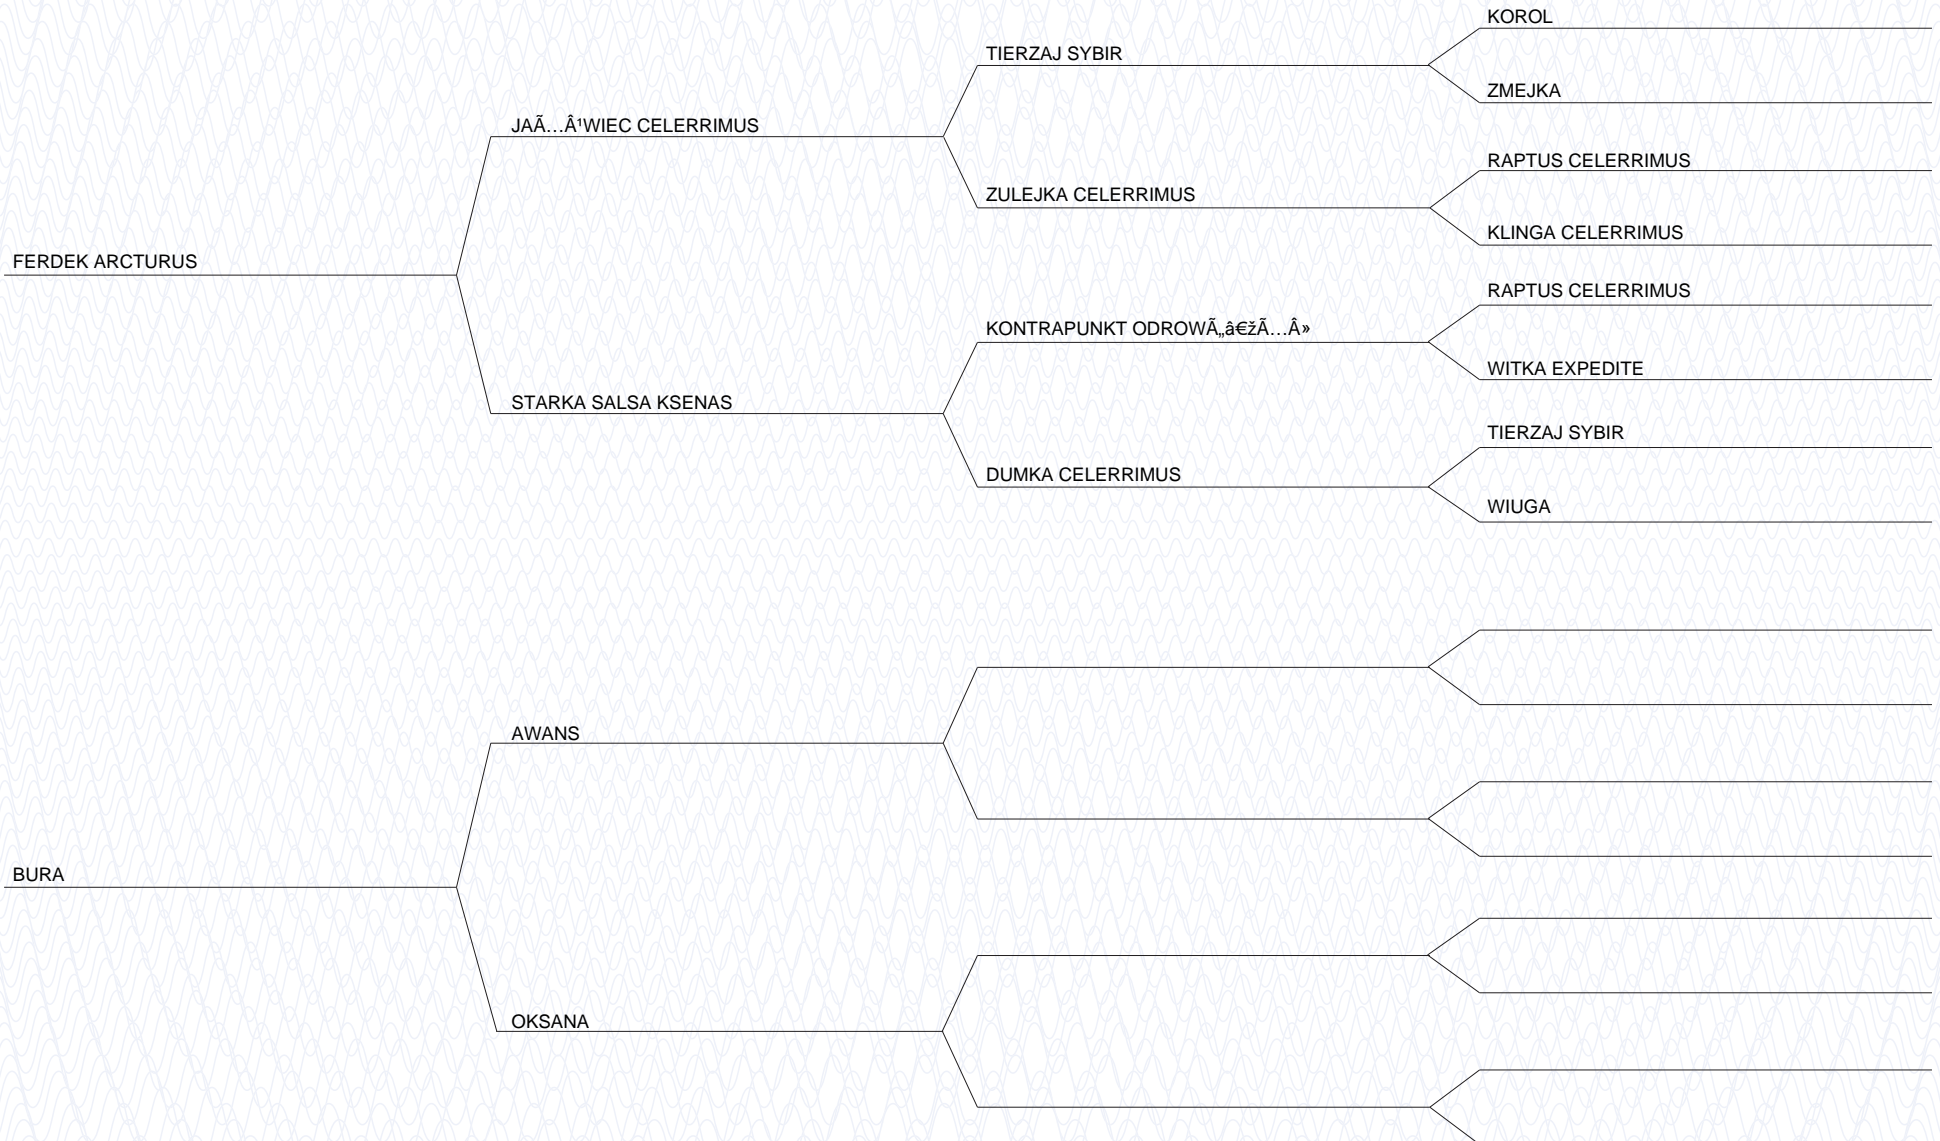 KOROL
TIERZAJ SYBIR
ZMEJKA
JAÃ…Â¹WIEC CELERRIMUS
RAPTUS CELERRIMUS
ZULEJKA CELERRIMUS
KLINGA CELERRIMUS
FERDEK ARCTURUS
RAPTUS CELERRIMUS
KONTRAPUNKT ODROWÃ„â€žÃ…Â»
WITKA EXPEDITE
STARKA SALSA KSENAS
TIERZAJ SYBIR
DUMKA CELERRIMUS
WIUGA
AWANS
BURA
OKSANA